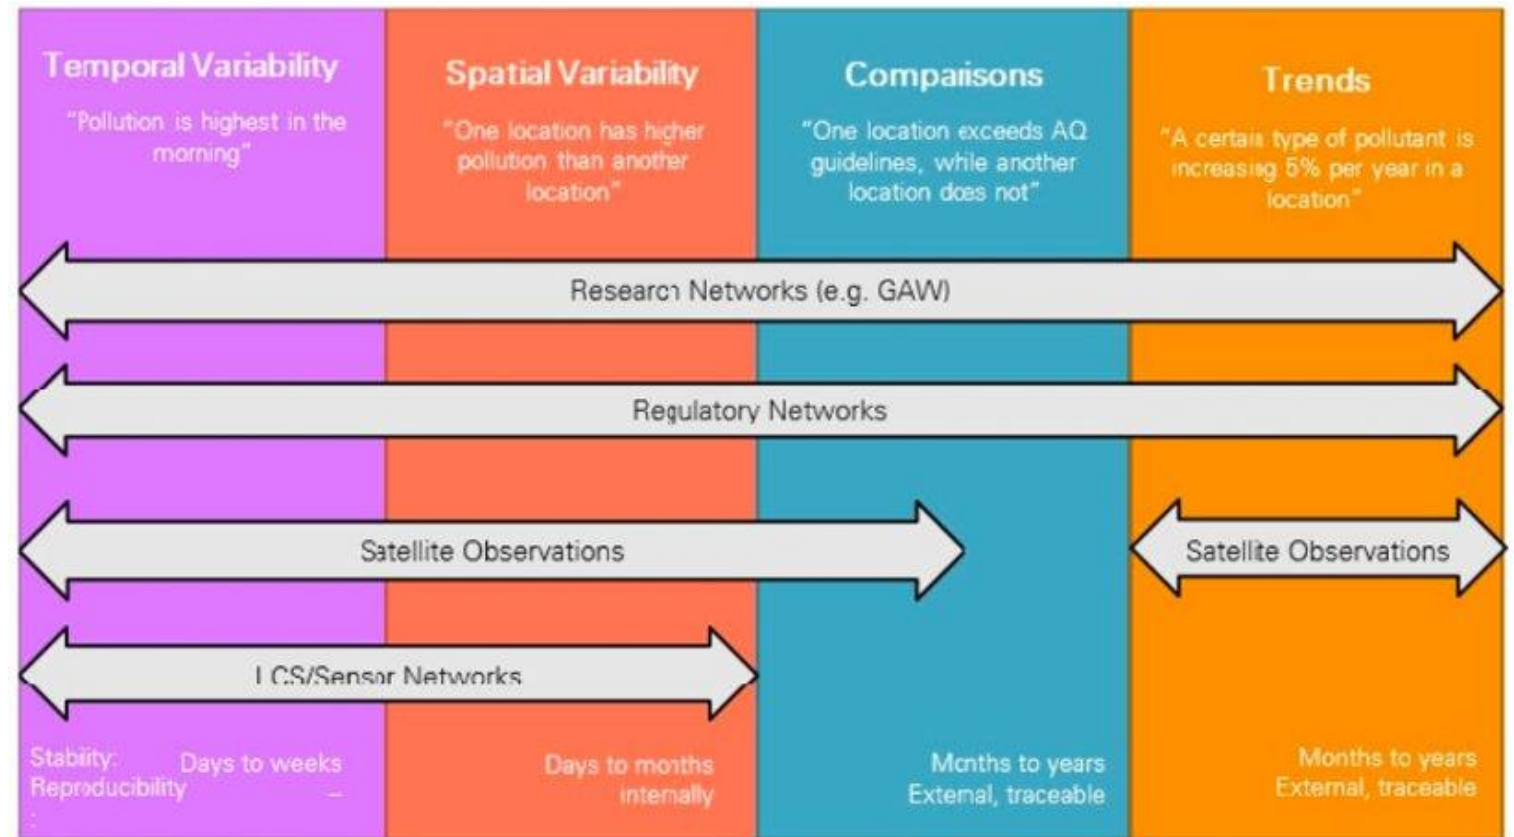 Temporal Variability
"Pollution is highest in the
morning"
Spatial Variability
"One location has higher
pollution than another
location"
Comparisons
"One location exceeds AQ
guidelines, while another
location does not"
Trends
"A certain type of pollutant is
increasing 5% per year in a
location"
Research Networks (e.g. GAW)
Regulatory Networks
Satellite Observations
Satellite Observations
LCS/Sensor Networks
Stability:
Days to weeks
Reproducibility
–
:
Days to months
internally
Months to years
External, traceable
Months to years
External, traceable